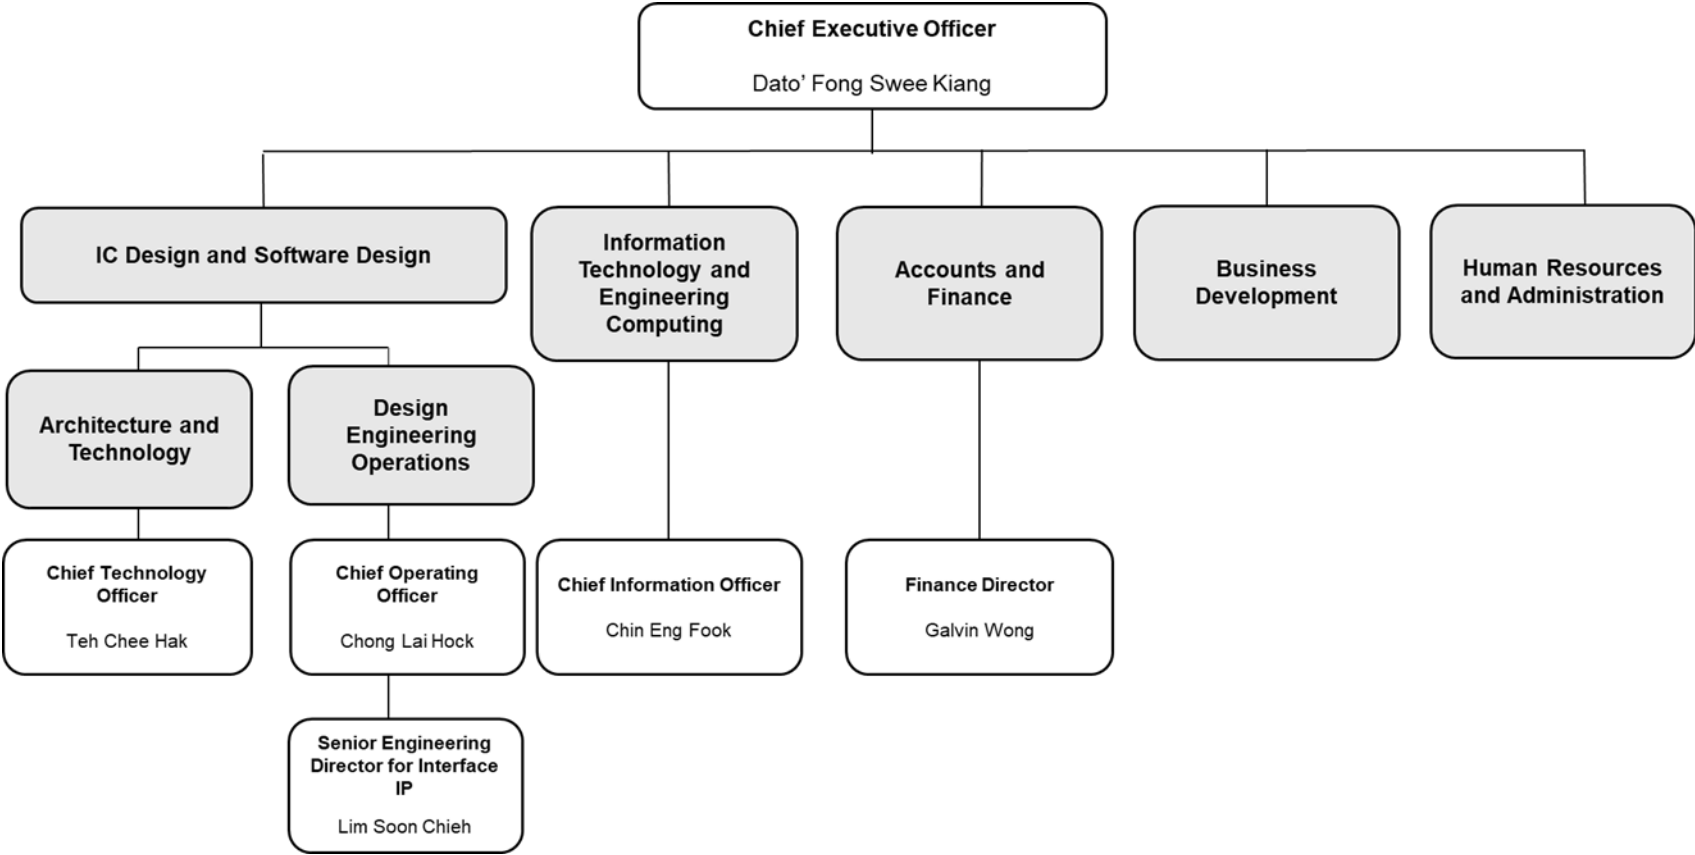 Chief Executive Officer
Dato’ Fong Swee Kiang
IC Design and Software Design
Information
Technology and
Engineering
Computing
Accounts and
Finance
Business
Development
Human Resources
and Administration
Architecture and
Technology
Design
Engineering
Operations
Chief Technology
Officer
Teh Chee Hak
Chief Operating
Officer
Chong Lai Hock
Chief Information Officer
Chin Eng Fook
Finance Director
Galvin Wong
Senior Engineering
Director for Interface
IP
Lim Soon Chieh